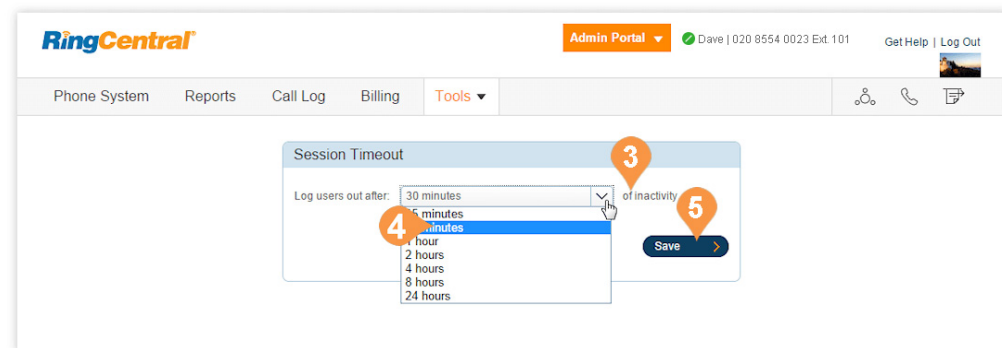 RingCentral®
Admin Portal
Dave | 020 8554 0023 Ext. 101
Get Help | Log Out
Phone System
Reports
Call Log
Billing
Tools
Session Timeout
3
Log users out after:
30 minutes
of inactivity
5
minutes
4
minutes
1 hour
Save
2 hours
4 hours
8 hours
24 hours